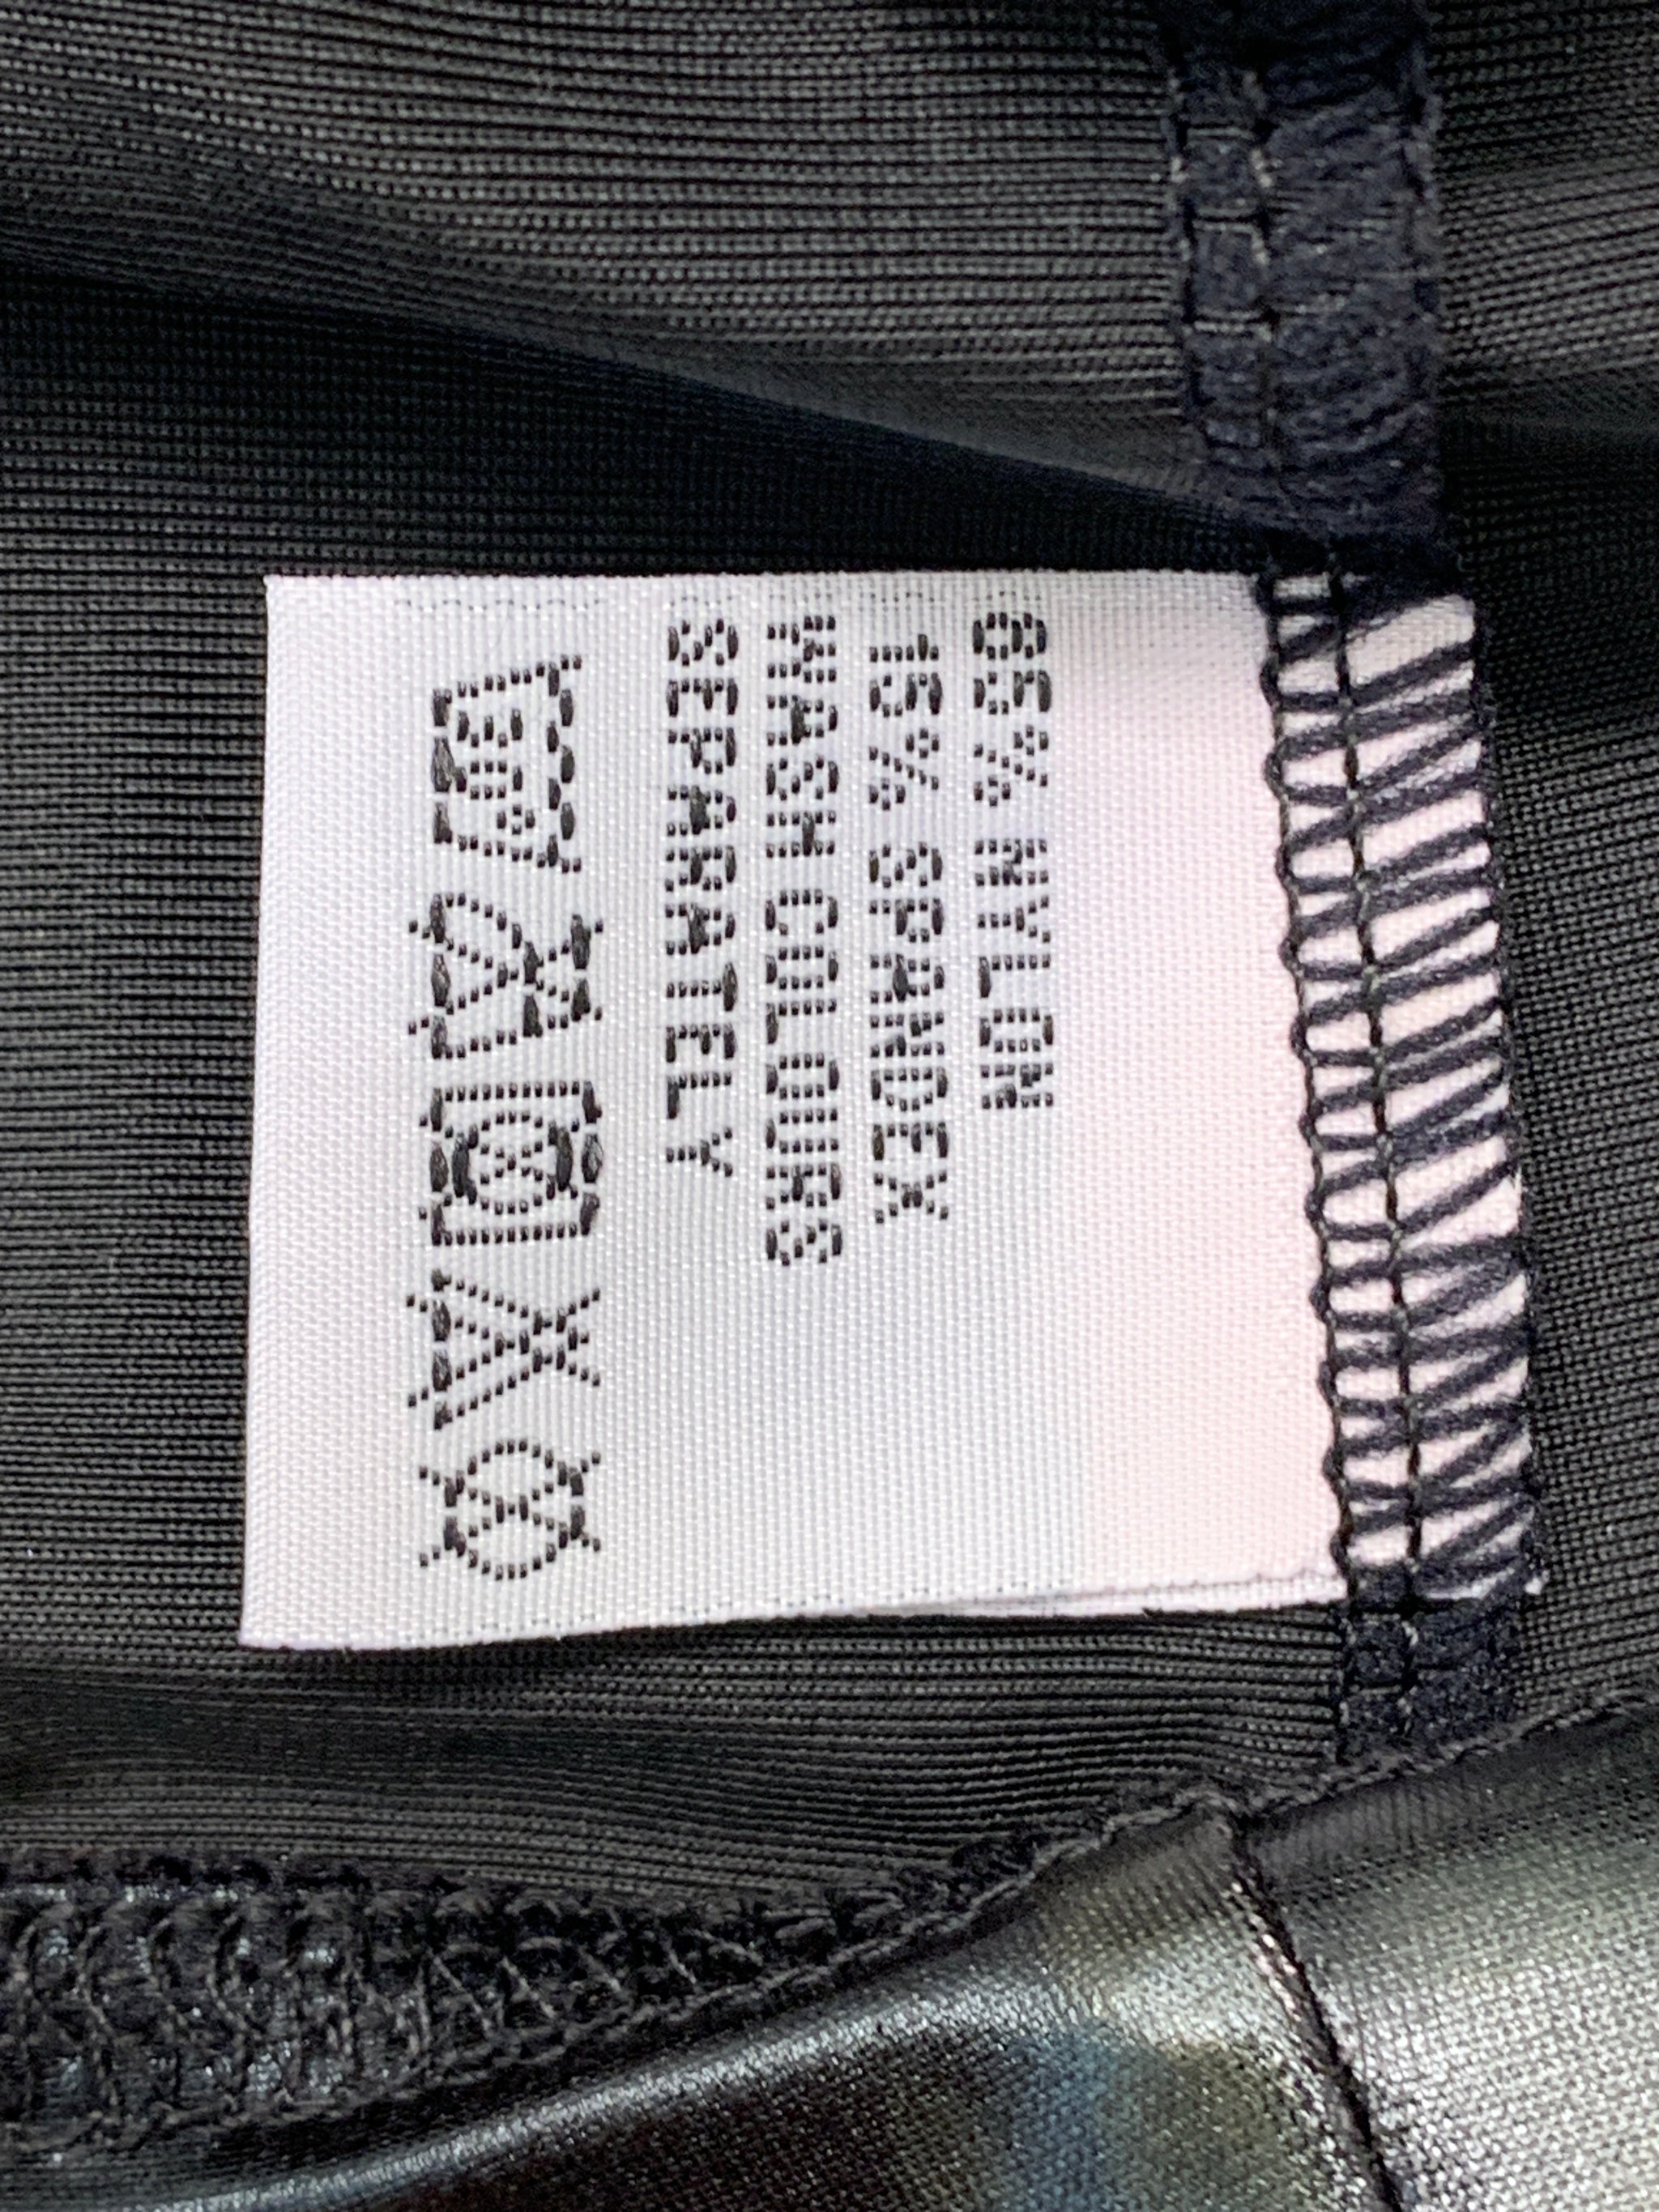 85% NYLON
15% SPANDEX
WASH COLOURS
SEPARATELY